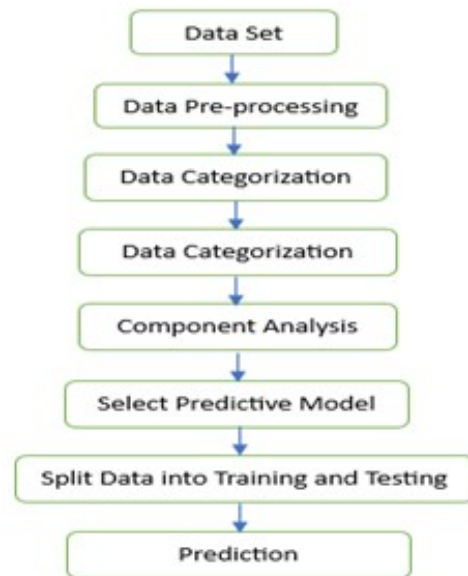 Data Set
Data Pre-processing
Data Categorization
Data Categorization
Component Analysis
Select Predictive Model
Split Data into Training and Testing
Prediction